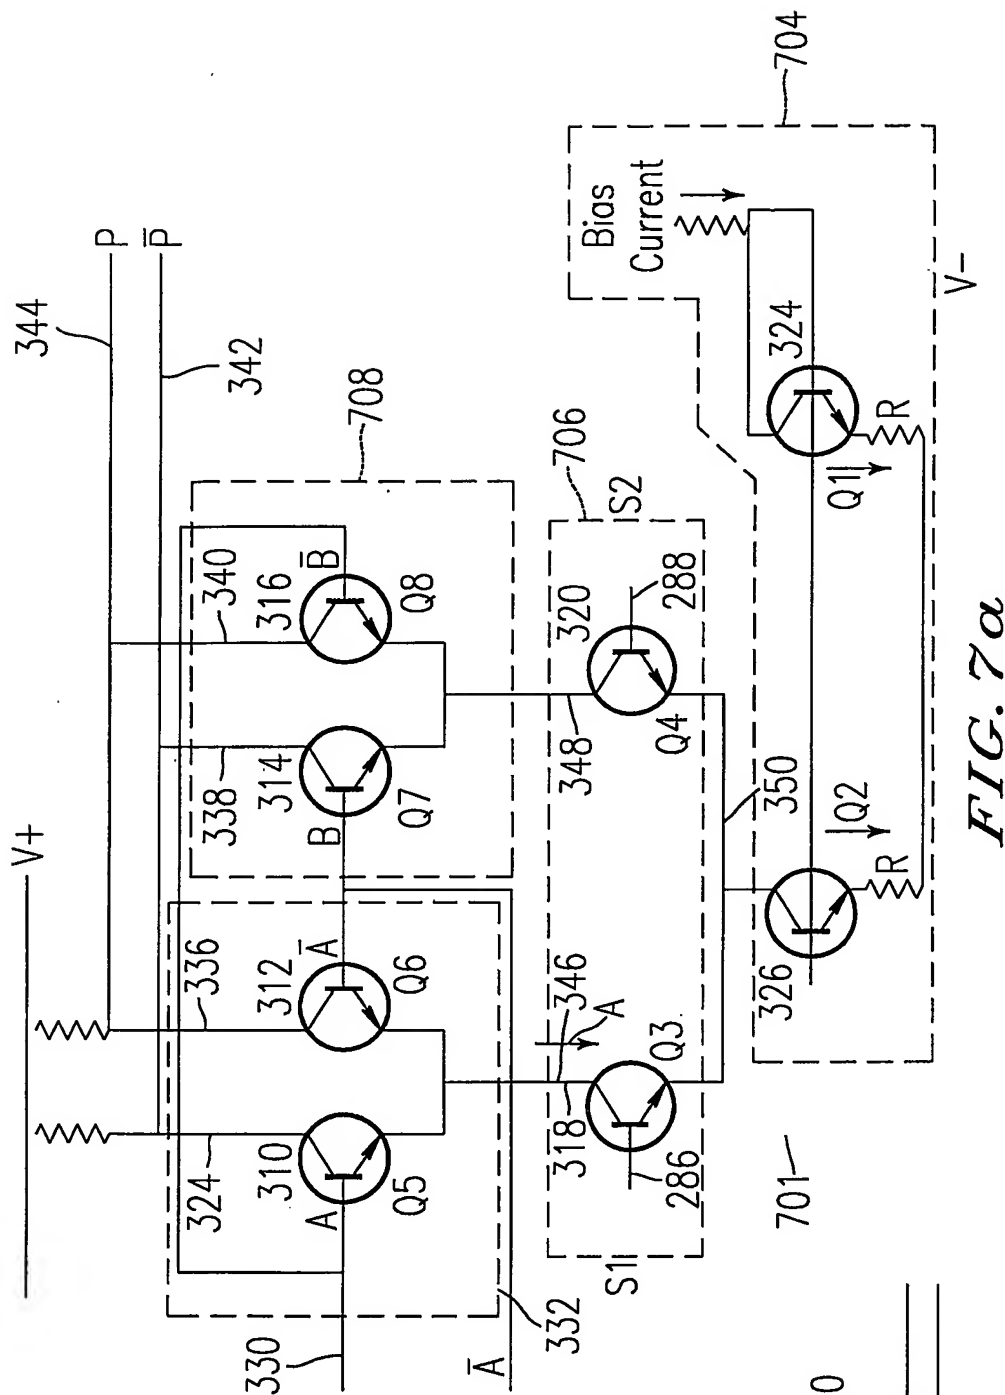 V+
344
P
P̅
342
708
336
338
340
324
310
312
314
316
A
A̅
B
B̅
Q5
Q6
Q7
Q8
330
332
A̅
706
S1
S2
318
346
A
348
320
286
Q3
Q4
288
350
704
Bias
Current
326
324
Q2
Q1
R
R
V–
701
0
FIG. 7a